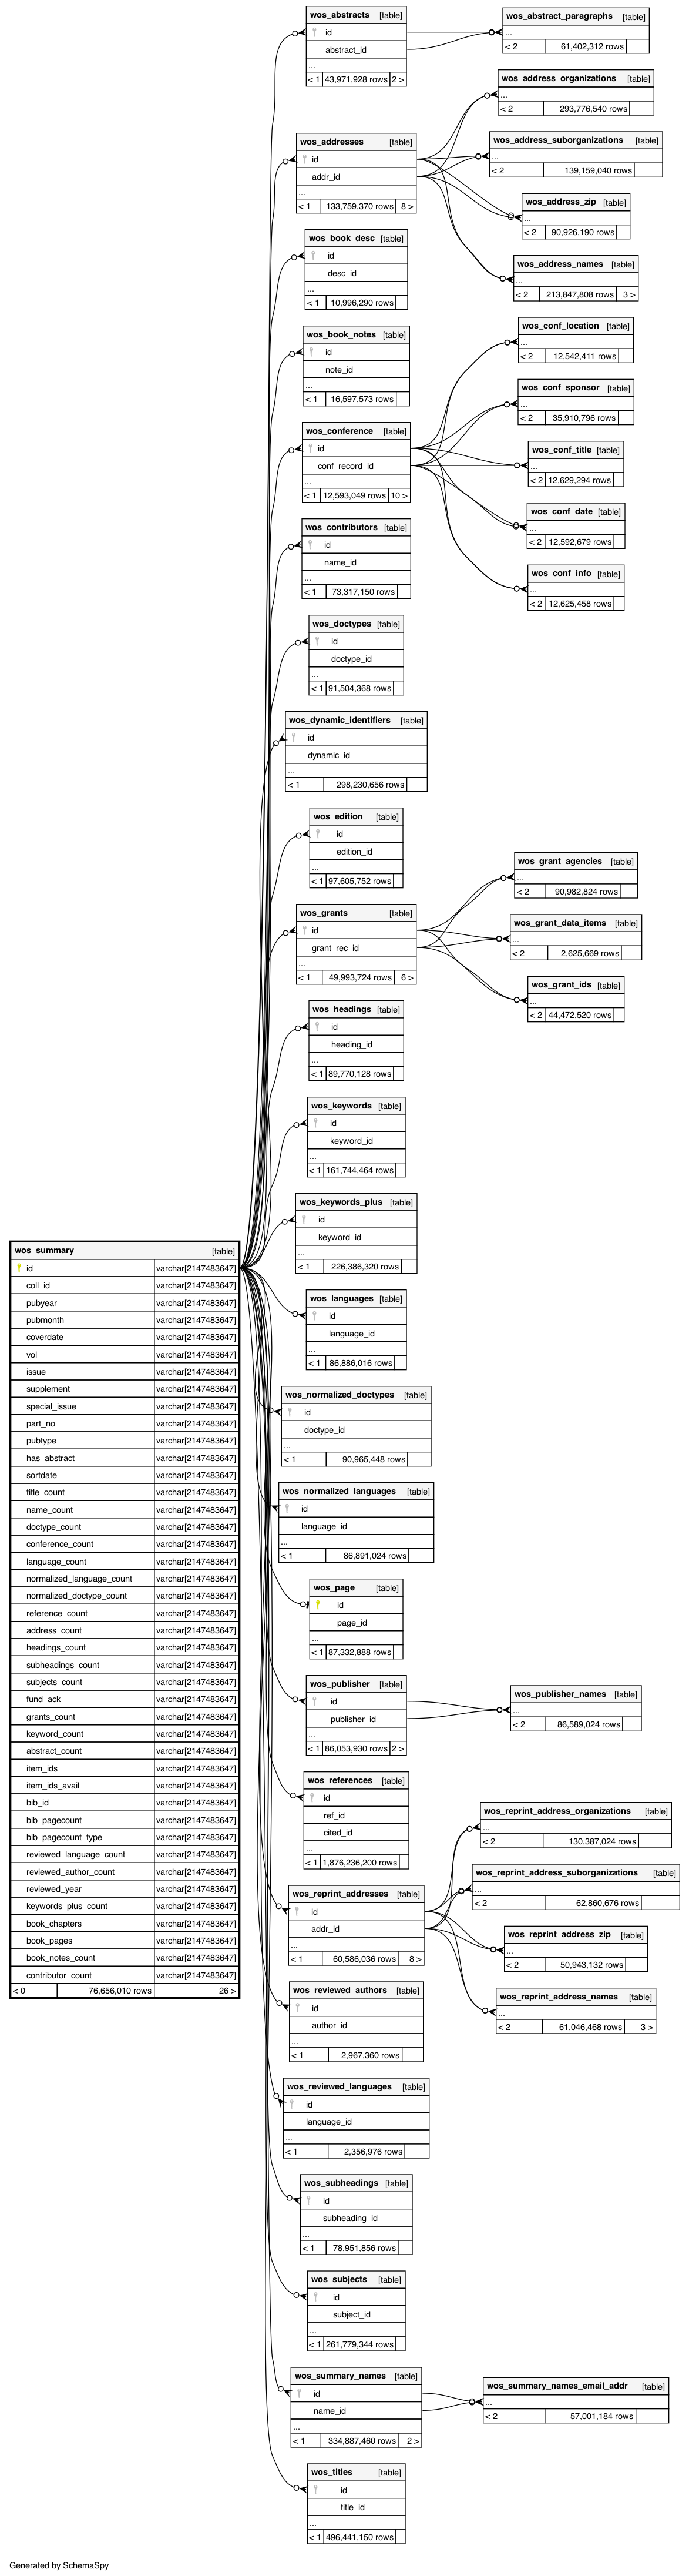 wos_abstracts [table]
id
abstract_id
...
< 1 43,971,928 rows 2 >
wos_abstract_paragraphs [table]
...
< 2 61,402,312 rows
wos_address_organizations [table]
...
< 2 293,776,540 rows
wos_addresses [table]
id
addr_id
...
< 1 133,759,370 rows 8 >
wos_address_suborganizations [table]
...
< 2 139,159,040 rows
wos_address_zip [table]
...
< 2 90,926,190 rows
wos_book_desc [table]
id
desc_id
...
< 1 10,996,290 rows
wos_address_names [table]
...
< 2 213,847,808 rows 3 >
wos_book_notes [table]
id
note_id
...
< 1 16,597,573 rows
wos_conf_location [table]
...
< 2 12,542,411 rows
wos_conf_sponsor [table]
...
< 2 35,910,796 rows
wos_conference [table]
id
conf_record_id
...
< 1 12,593,049 rows 10 >
wos_conf_title [table]
...
< 2 12,629,294 rows
wos_conf_date [table]
...
< 2 12,592,679 rows
wos_contributors [table]
id
name_id
...
< 1 73,317,150 rows
wos_conf_info [table]
...
< 2 12,625,458 rows
wos_doctypes [table]
id
doctype_id
...
< 1 91,504,368 rows
wos_dynamic_identifiers [table]
id
dynamic_id
...
< 1 298,230,656 rows
wos_edition [table]
id
edition_id
...
< 1 97,605,752 rows
wos_grant_agencies [table]
...
< 2 90,982,824 rows
wos_grants [table]
id
grant_rec_id
...
< 1 49,993,724 rows 6 >
wos_grant_data_items [table]
...
< 2 2,625,669 rows
wos_grant_ids [table]
...
< 2 44,472,520 rows
wos_headings [table]
id
heading_id
...
< 1 89,770,128 rows
wos_keywords [table]
id
keyword_id
...
< 1 161,744,464 rows
wos_keywords_plus [table]
id
keyword_id
...
< 1 226,386,320 rows
wos_summary [table]
id varchar[2147483647]
coll_id varchar[2147483647]
pubyear varchar[2147483647]
pubmonth varchar[2147483647]
coverdate varchar[2147483647]
vol varchar[2147483647]
issue varchar[2147483647]
supplement varchar[2147483647]
special_issue varchar[2147483647]
part_no varchar[2147483647]
pubtype varchar[2147483647]
has_abstract varchar[2147483647]
sortdate varchar[2147483647]
title_count varchar[2147483647]
name_count varchar[2147483647]
doctype_count varchar[2147483647]
conference_count varchar[2147483647]
language_count varchar[2147483647]
normalized_language_count varchar[2147483647]
normalized_doctype_count varchar[2147483647]
reference_count varchar[2147483647]
address_count varchar[2147483647]
headings_count varchar[2147483647]
subheadings_count varchar[2147483647]
subjects_count varchar[2147483647]
fund_ack varchar[2147483647]
grants_count varchar[2147483647]
keyword_count varchar[2147483647]
abstract_count varchar[2147483647]
item_ids varchar[2147483647]
item_ids_avail varchar[2147483647]
bib_id varchar[2147483647]
bib_pagecount varchar[2147483647]
bib_pagecount_type varchar[2147483647]
reviewed_language_count varchar[2147483647]
reviewed_author_count varchar[2147483647]
reviewed_year varchar[2147483647]
keywords_plus_count varchar[2147483647]
book_chapters varchar[2147483647]
book_pages varchar[2147483647]
book_notes_count varchar[2147483647]
contributor_count varchar[2147483647]
< 0 76,656,010 rows 26 >
wos_languages [table]
id
language_id
...
< 1 86,886,016 rows
wos_normalized_doctypes [table]
id
doctype_id
...
< 1 90,965,448 rows
wos_normalized_languages [table]
id
language_id
...
< 1 86,891,024 rows
wos_page [table]
id
page_id
...
< 1 87,332,888 rows
wos_publisher [table]
id
publisher_id
...
< 1 86,053,930 rows 2 >
wos_publisher_names [table]
...
< 2 86,589,024 rows
wos_references [table]
id
ref_id
cited_id
...
< 1 1,876,236,200 rows
wos_reprint_address_organizations [table]
...
< 2 130,387,024 rows
wos_reprint_address_suborganizations [table]
...
< 2 62,860,676 rows
wos_reprint_addresses [table]
id
addr_id
...
< 1 60,586,036 rows 8 >
wos_reprint_address_zip [table]
...
< 2 50,943,132 rows
wos_reprint_address_names [table]
...
< 2 61,046,468 rows 3 >
wos_reviewed_authors [table]
id
author_id
...
< 1 2,967,360 rows
wos_reviewed_languages [table]
id
language_id
...
< 1 2,356,976 rows
wos_subheadings [table]
id
subheading_id
...
< 1 78,951,856 rows
wos_subjects [table]
id
subject_id
...
< 1 261,779,344 rows
wos_summary_names [table]
id
name_id
...
< 1 334,887,460 rows 2 >
wos_summary_names_email_addr [table]
...
< 2 57,001,184 rows
wos_titles [table]
id
title_id
...
< 1 496,441,150 rows
Generated by SchemaSpy